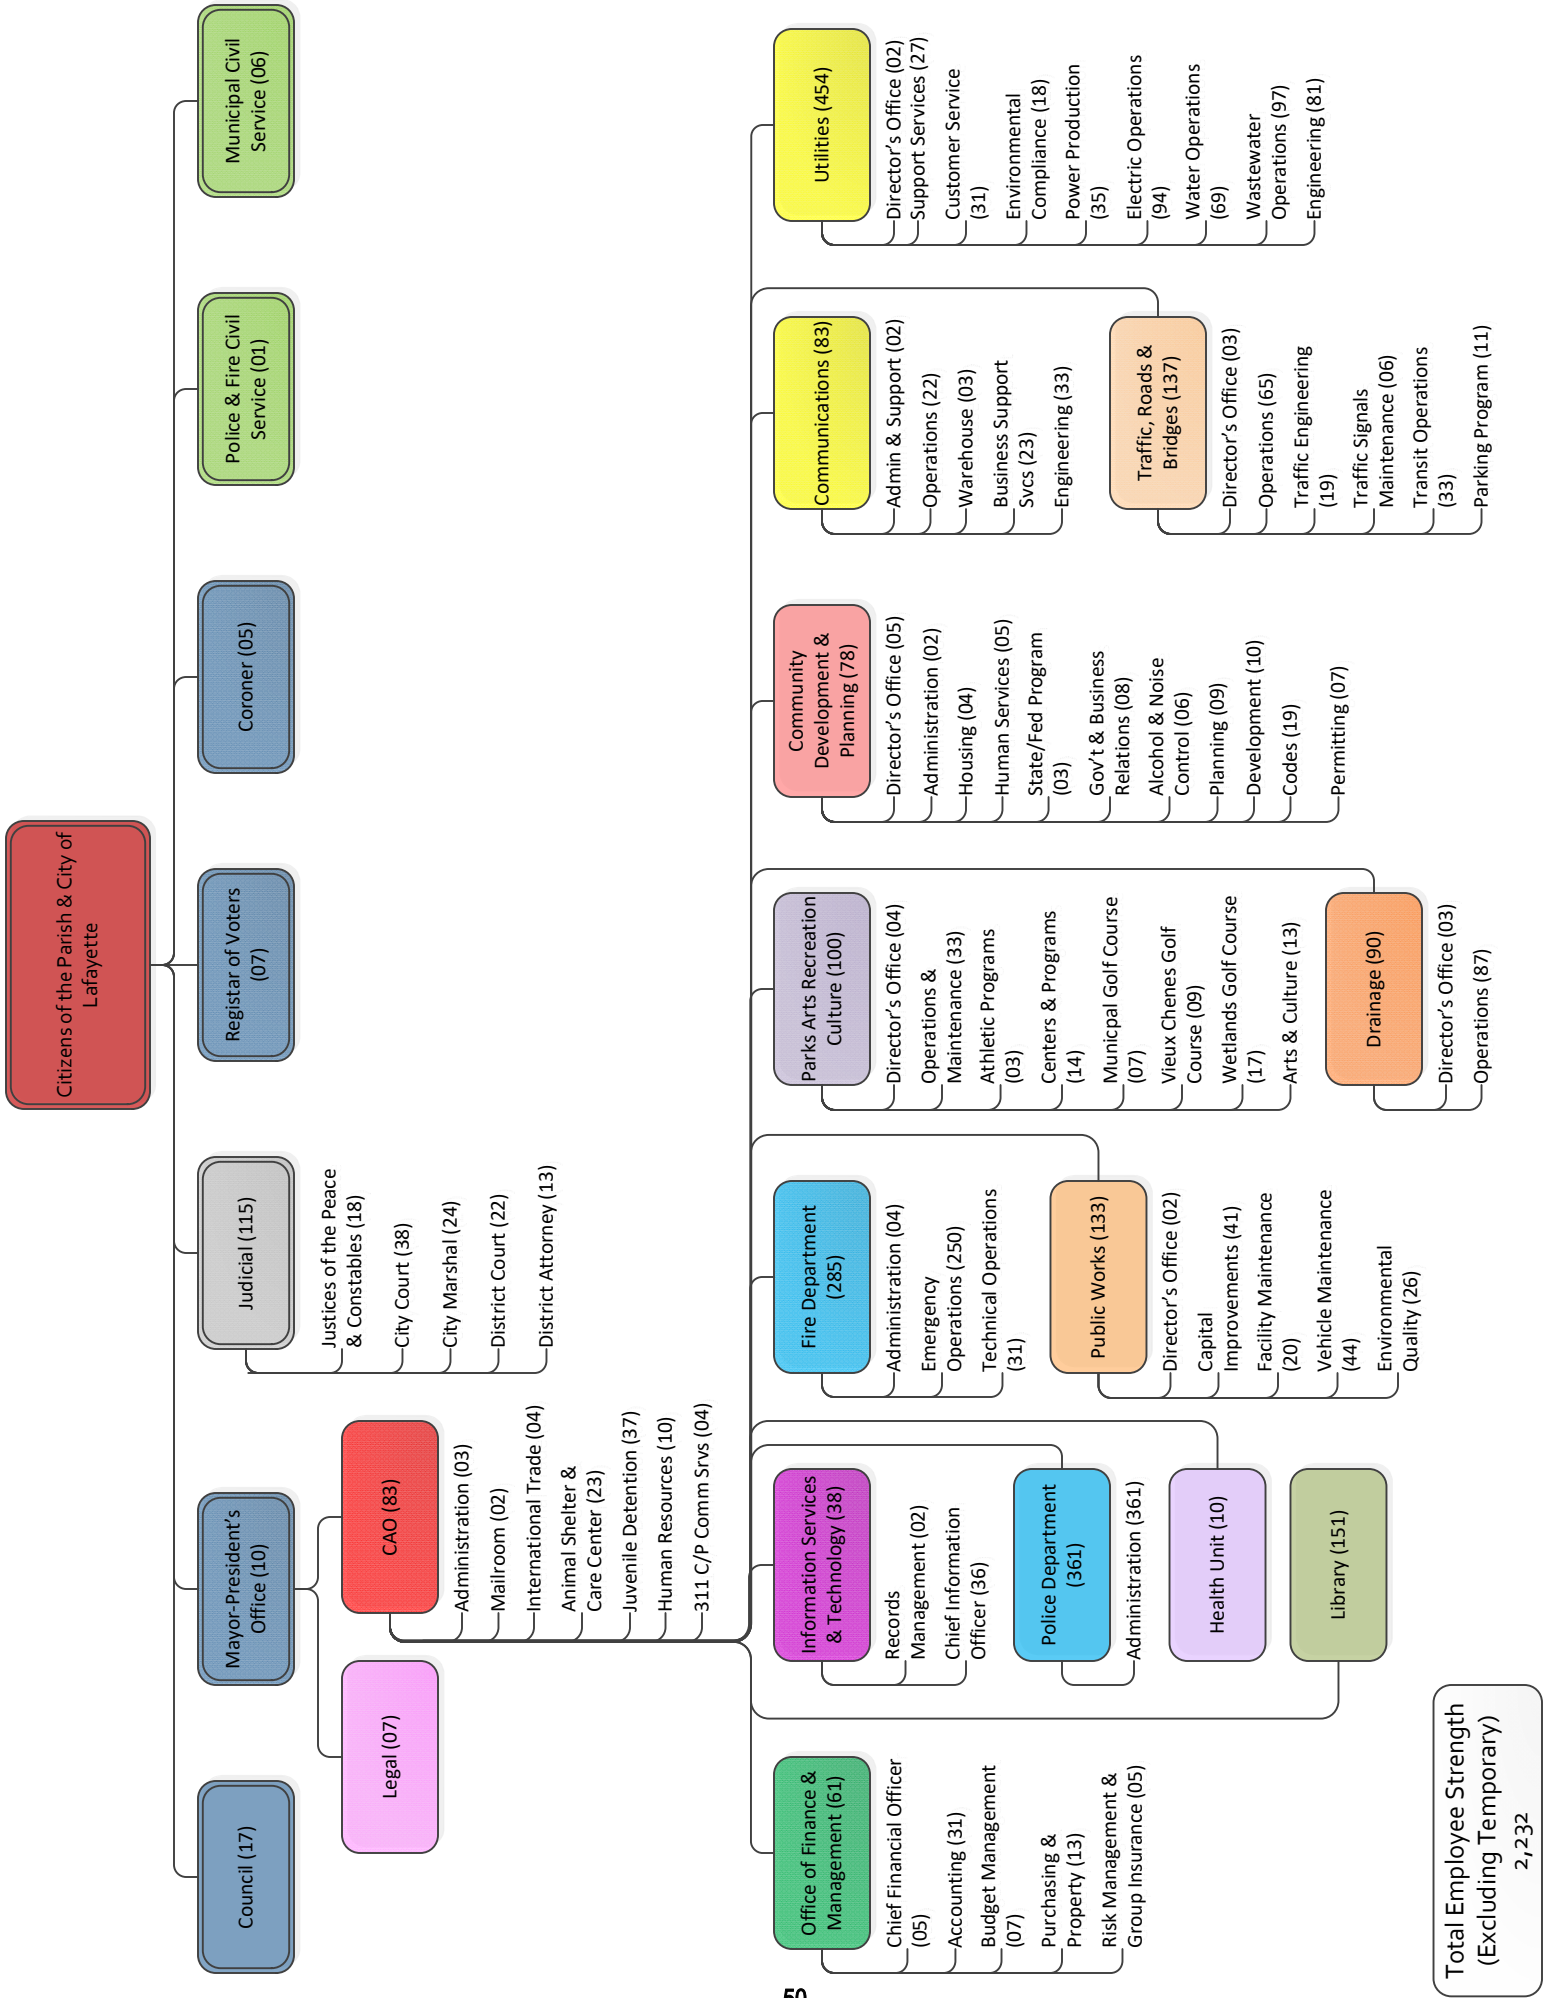 Citizens of the Parish & City of
Lafayette
Council (17)
Mayor-President's
Office (10)
Judicial (115)
Registar of Voters
(07)
Coroner (05)
Police & Fire Civil
Service (01)
Municipal Civil
Service (06)
Justices of the Peace
& Constables (18)
City Court (38)
City Marshal (24)
District Court (22)
District Attorney (13)
Legal (07)
CAO (83)
Administration (03)
Mailroom (02)
International Trade (04)
Animal Shelter &
Care Center (23)
Juvenile Detention (37)
Human Resources (10)
311 C/P Comm Srvs (04)
Office of Finance &
Management (61)
Chief Financial Officer
(05)
Accounting (31)
Budget Management
(07)
Purchasing &
Property (13)
Risk Management &
Group Insurance (05)
Information Services
& Technology (38)
Records
Management (02)
Chief Information
Officer (36)
Police Department
(361)
Administration (361)
Health Unit (10)
Library (151)
Fire Department
(285)
Administration (04)
Emergency
Operations (250)
Technical Operations
(31)
Public Works (133)
Director's Office (02)
Capital
Improvements (41)
Facility Maintenance
(20)
Vehicle Maintenance
(44)
Environmental
Quality (26)
Parks Arts Recreation
Culture (100)
Director's Office (04)
Operations &
Maintenance (33)
Athletic Programs
(03)
Centers & Programs
(14)
Municpal Golf Course
(07)
Vieux Chenes Golf
Course (09)
Wetlands Golf Course
(17)
Arts & Culture (13)
Drainage (90)
Director's Office (03)
Operations (87)
Community
Development &
Planning (78)
Director's Office (05)
Administration (02)
Housing (04)
Human Services (05)
State/Fed Program
(03)
Gov't & Business
Relations (08)
Alcohol & Noise
Control (06)
Planning (09)
Development (10)
Codes (19)
Permitting (07)
Communications (83)
Admin & Support (02)
Operations (22)
Warehouse (03)
Business Support
Svcs (23)
Engineering (33)
Traffic, Roads &
Bridges (137)
Director's Office (03)
Operations (65)
Traffic Engineering
(19)
Traffic Signals
Maintenance (06)
Transit Operations
(33)
Parking Program (11)
Utilities (454)
Director's Office (02)
Support Services (27)
Customer Service
(31)
Environmental
Compliance (18)
Power Production
(35)
Electric Operations
(94)
Water Operations
(69)
Wastewater
Operations (97)
Engineering (81)
Total Employee Strength
(Excluding Temporary)
2,232
50